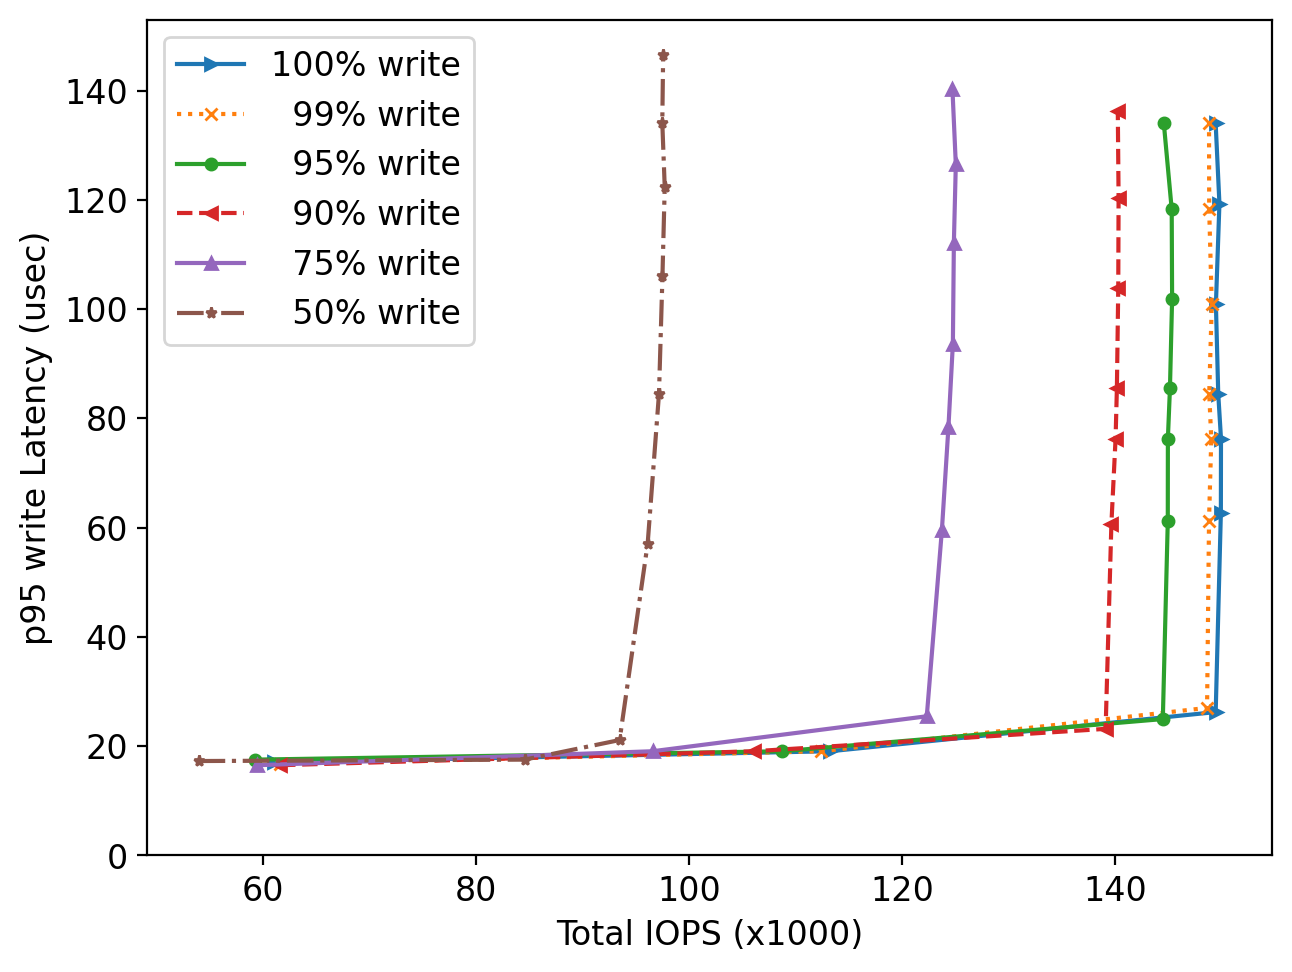 100% write
99% write
95% write
90% write
75% write
50% write
140
120
100
80
60
40
20
0
p95 write Latency (usec)
60 80 100 120 140
Total IOPS (x1000)